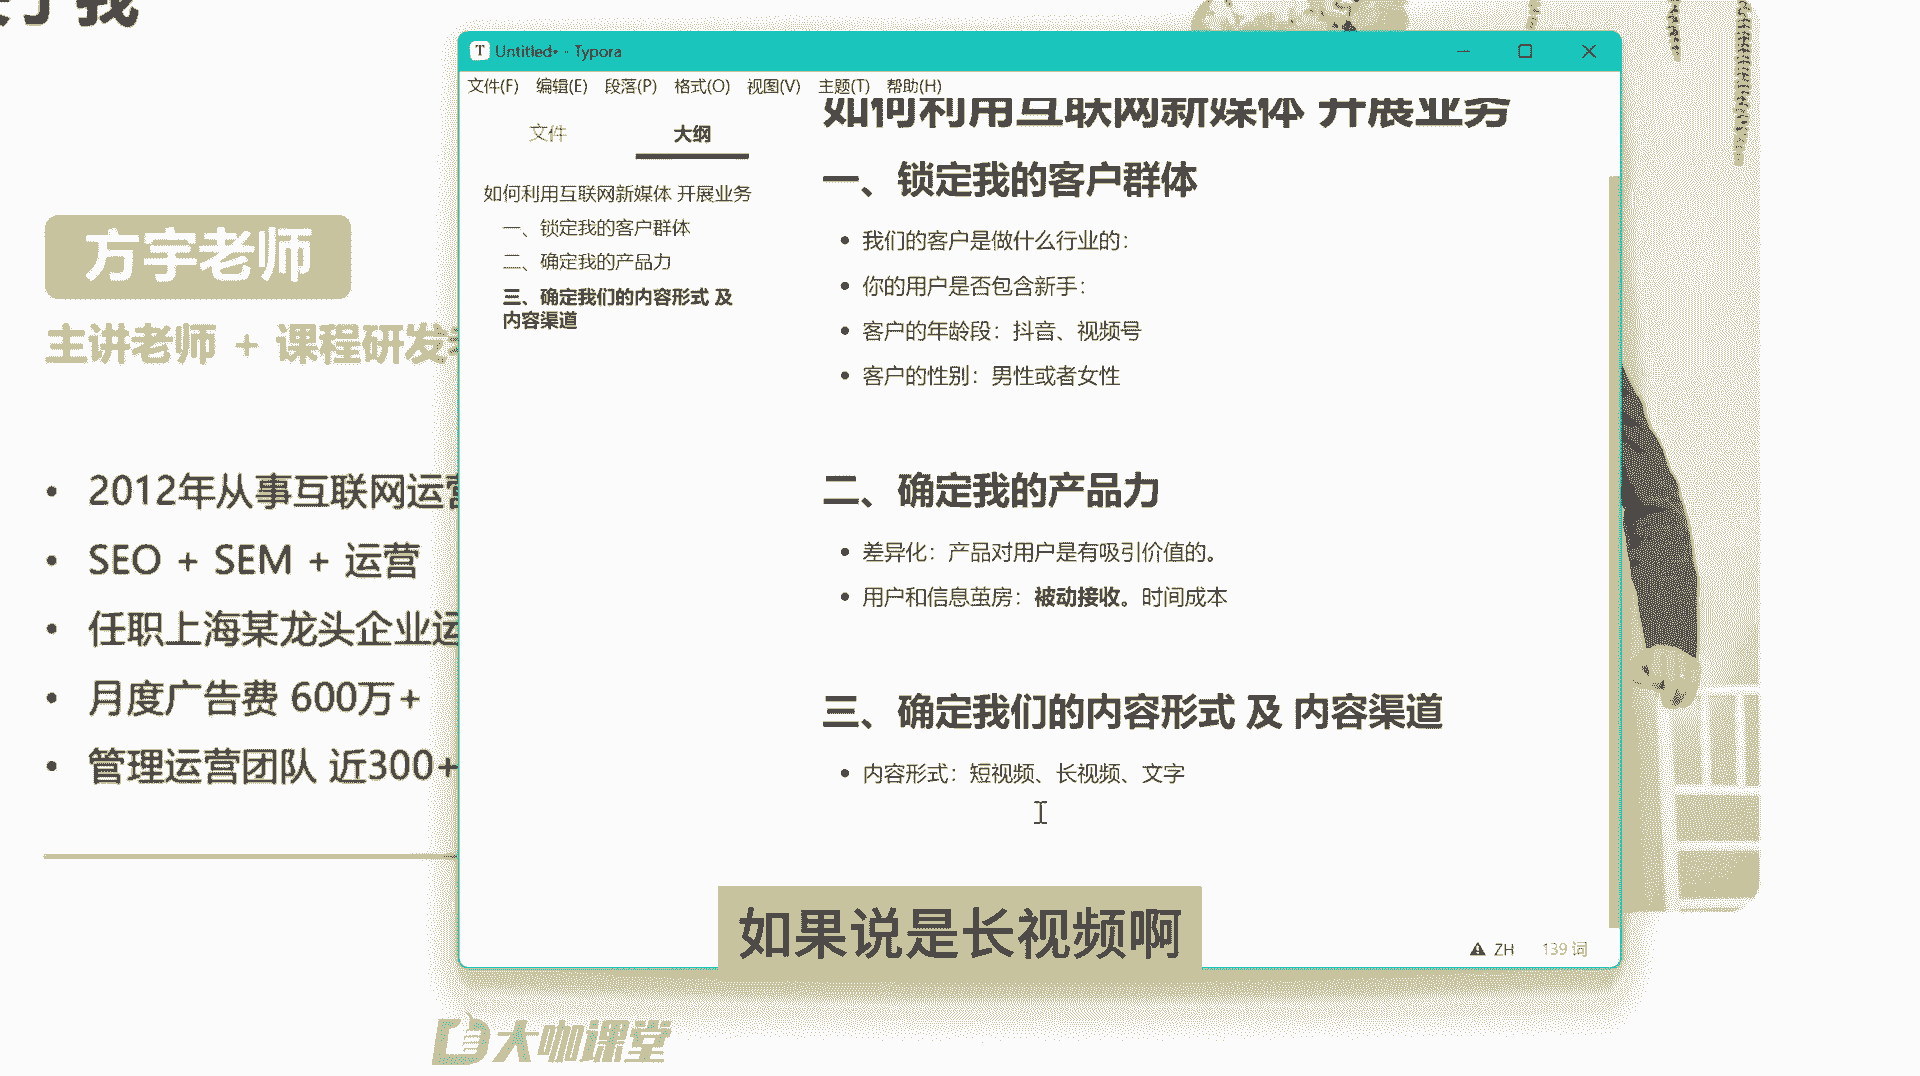 我
Untitled• - Typora
文件(F) 编辑(E) 段落(P) 格式(O) 视图(V) 主题(T) 帮助(H)
文件 大纲
如何利用互联网新媒体 开展业务
一、锁定我的客户群体
二、确定我的产品力
三、确定我们的内容形式 及
内容渠道
如何利用互联网新媒体 开展业务
一、锁定我的客户群体
• 我们的客户是做什么行业的：
• 你的用户是否包含新手：
• 客户的年龄段：抖音、视频号
• 客户的性别：男性或者女性
二、确定我的产品力
• 差异化：产品对用户是有吸引价值的。
• 用户和信息茧房：被动接收。时间成本
三、确定我们的内容形式 及 内容渠道
• 内容形式：短视频、长视频、文字
ZH 139 词
方宇老师
主讲老师 + 课程研发
• 2012年从事互联网运营
• SEO + SEM + 运营
• 任职上海某龙头企业运
• 月度广告费 600万+
• 管理运营团队 近300+
如果说是长视频啊
大咖课堂